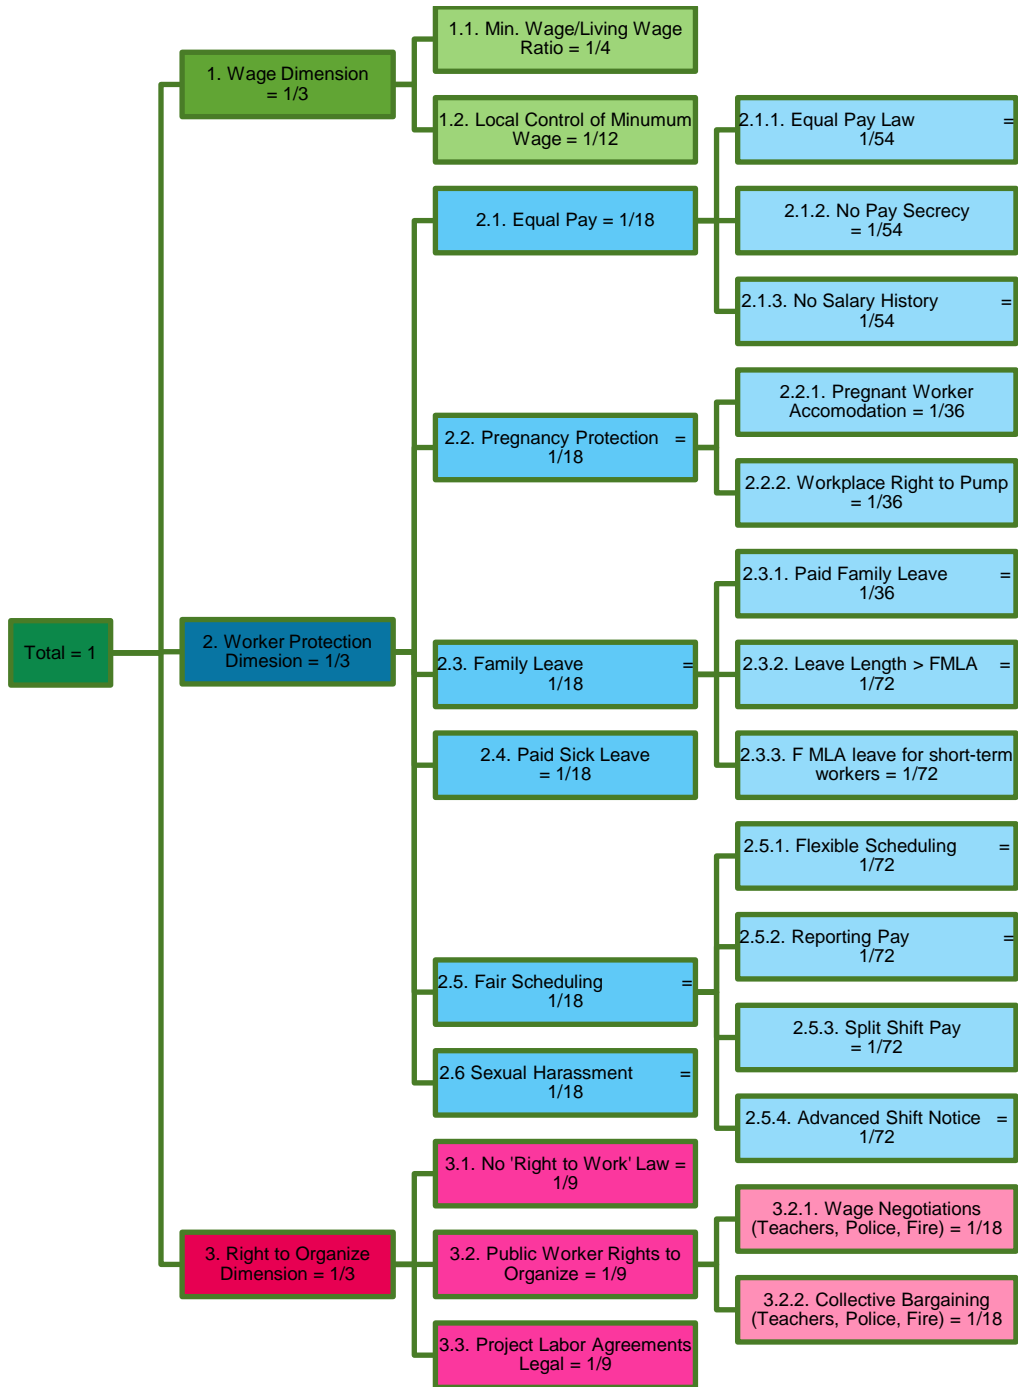 Total = 1
1. Wage Dimension
= 1/3
1.1. Min. Wage/Living Wage
Ratio = 1/4
1.2. Local Control of Minumum
Wage = 1/12
2. Worker Protection
Dimesion = 1/3
2.1. Equal Pay = 1/18
2.1.1. Equal Pay Law =
1/54
2.1.2. No Pay Secrecy
= 1/54
2.1.3. No Salary History =
1/54
2.2. Pregnancy Protection =
1/18
2.2.1. Pregnant Worker
Accomodation = 1/36
2.2.2. Workplace Right to Pump
= 1/36
2.3. Family Leave =
1/18
2.3.1. Paid Family Leave =
1/36
2.3.2. Leave Length > FMLA =
1/72
2.3.3. F MLA leave for short-term
workers = 1/72
2.4. Paid Sick Leave
= 1/18
2.5. Fair Scheduling =
1/18
2.5.1. Flexible Scheduling =
1/72
2.5.2. Reporting Pay =
1/72
2.5.3. Split Shift Pay
= 1/72
2.5.4. Advanced Shift Notice =
1/72
2.6 Sexual Harassment =
1/18
3. Right to Organize
Dimension = 1/3
3.1. No 'Right to Work' Law =
1/9
3.2. Public Worker Rights to
Organize = 1/9
3.2.1. Wage Negotiations
(Teachers, Police, Fire) = 1/18
3.2.2. Collective Bargaining
(Teachers, Police, Fire) = 1/18
3.3. Project Labor Agreements
Legal = 1/9